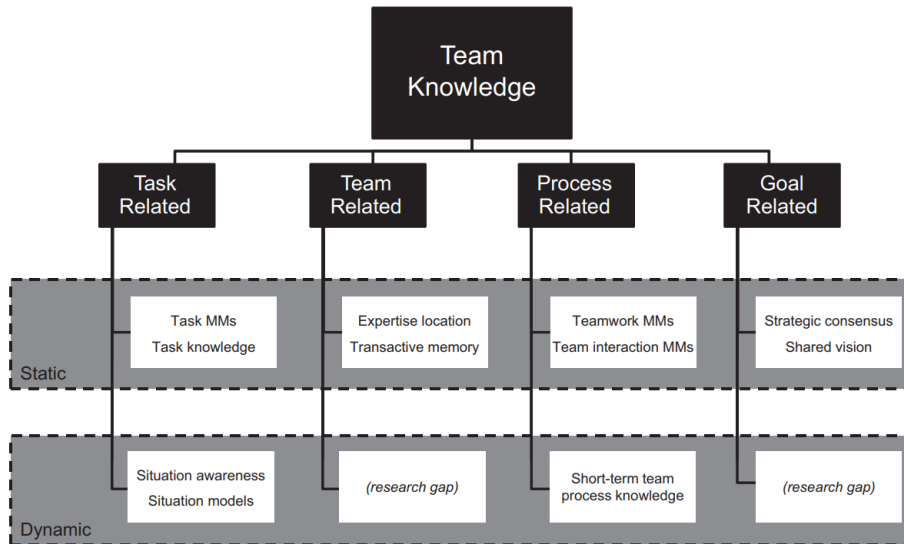 Team
Knowledge
Task
Related
Team
Related
Process
Related
Goal
Related
Task MMs
Task knowledge
Expertise location
Transactive memory
Teamwork MMs
Team interaction MMs
Strategic consensus
Shared vision
Static
Situation awareness
Situation models
(research gap)
Short-term team
process knowledge
(research gap)
Dynamic